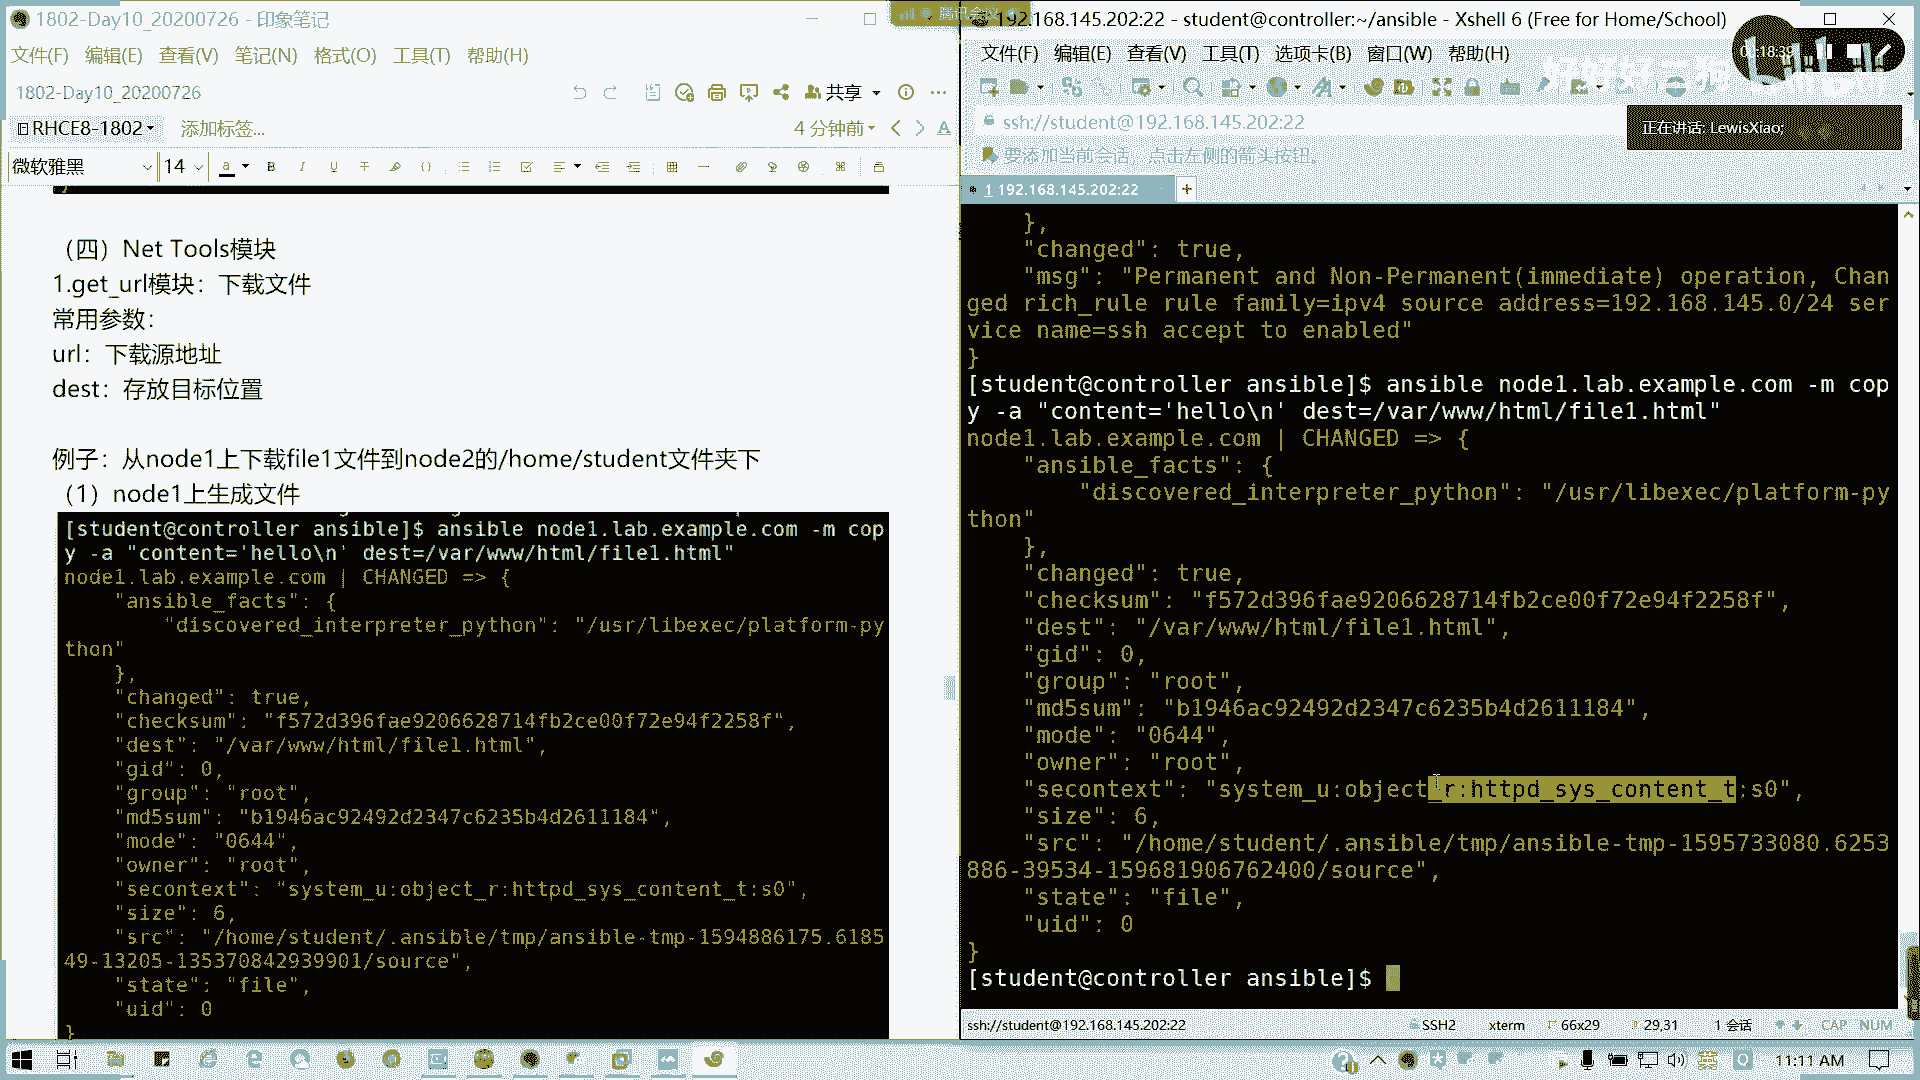 1802-Day10_20200726 - 印象笔记
文件(F) 编辑(E) 查看(V) 笔记(N) 格式(O) 工具(T) 帮助(H)
1802-Day10_20200726
共享
RHCE8-1802
添加标签...
4 分钟前
微软雅黑
14
(四) Net Tools模块
1.get_url模块：下载文件
常用参数：
url：下载源地址
dest：存放目标位置
例子：从node1上下载file1文件到node2的/home/student文件夹下
(1) node1上生成文件
[student@controller ansible]$ ansible node1.lab.example.com -m cop
y -a "content='hello\n' dest=/var/www/html/file1.html"
node1.lab.example.com | CHANGED => {
"ansible_facts": {
"discovered_interpreter_python": "/usr/libexec/platform-py
thon"
},
"changed": true,
"checksum": "f572d396fae9206628714fb2ce00f72e94f2258f",
"dest": "/var/www/html/file1.html",
"gid": 0,
"group": "root",
"md5sum": "b1946ac92492d2347c6235b4d2611184",
"mode": "0644",
"owner": "root",
"secontext": "system_u:object_r:httpd_sys_content_t:s0",
"size": 6,
"src": "/home/student/.ansible/tmp/ansible-tmp-1594886175.6185
49-13205-135370842939901/source",
"state": "file",
"uid": 0
}
腾讯会议
192.168.145.202:22 - student@controller:~/ansible - Xshell 6 (Free for Home/School)
文件(F) 编辑(E) 查看(V) 工具(T) 选项卡(B) 窗口(W) 帮助(H)
ssh://student@192.168.145.202:22
正在讲话: LewisXiao;
要添加当前会话，点击左侧的箭头按钮。
1 192.168.145.202:22
},
"changed": true,
"msg": "Permanent and Non-Permanent(immediate) operation, Chan
ged rich_rule rule family=ipv4 source address=192.168.145.0/24 ser
vice name=ssh accept to enabled"
}
[student@controller ansible]$ ansible node1.lab.example.com -m cop
y -a "content='hello\n' dest=/var/www/html/file1.html"
node1.lab.example.com | CHANGED => {
"ansible_facts": {
"discovered_interpreter_python": "/usr/libexec/platform-py
thon"
},
"changed": true,
"checksum": "f572d396fae9206628714fb2ce00f72e94f2258f",
"dest": "/var/www/html/file1.html",
"gid": 0,
"group": "root",
"md5sum": "b1946ac92492d2347c6235b4d2611184",
"mode": "0644",
"owner": "root",
"secontext": "system_u:object_r:httpd_sys_content_t:s0",
"size": 6,
"src": "/home/student/.ansible/tmp/ansible-tmp-1595733080.6253
886-39534-159681906762400/source",
"state": "file",
"uid": 0
}
[student@controller ansible]$
ssh://student@192.168.145.202:22
SSH2
xterm
66x29
29,31
1 会话
CAP NUM
11:11 AM